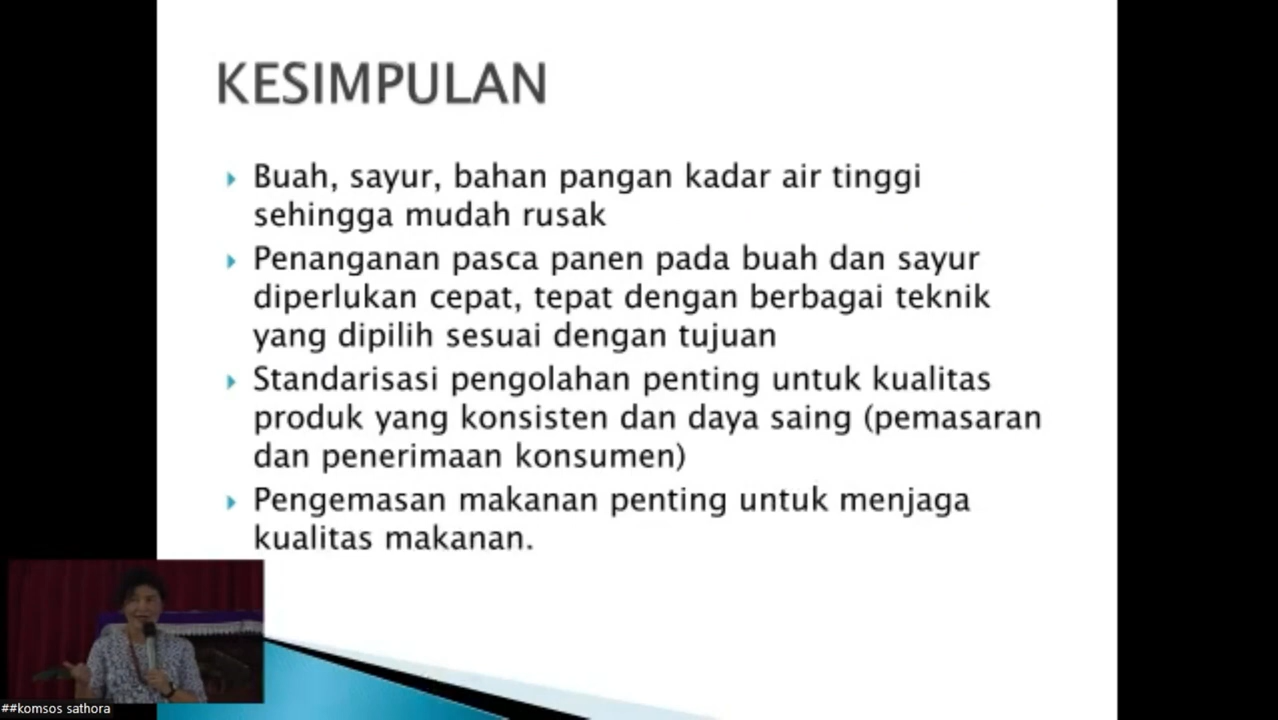 KESIMPULAN
Buah, sayur, bahan pangan kadar air tinggi
sehingga mudah rusak
Penanganan pasca panen pada buah dan sayur
diperlukan cepat, tepat dengan berbagai teknik
yang dipilih sesuai dengan tujuan
Standarisasi pengolahan penting untuk kualitas
produk yang konsisten dan daya saing (pemasaran
dan penerimaan konsumen)
Pengemasan makanan penting untuk menjaga
kualitas makanan.
##komsos sathora